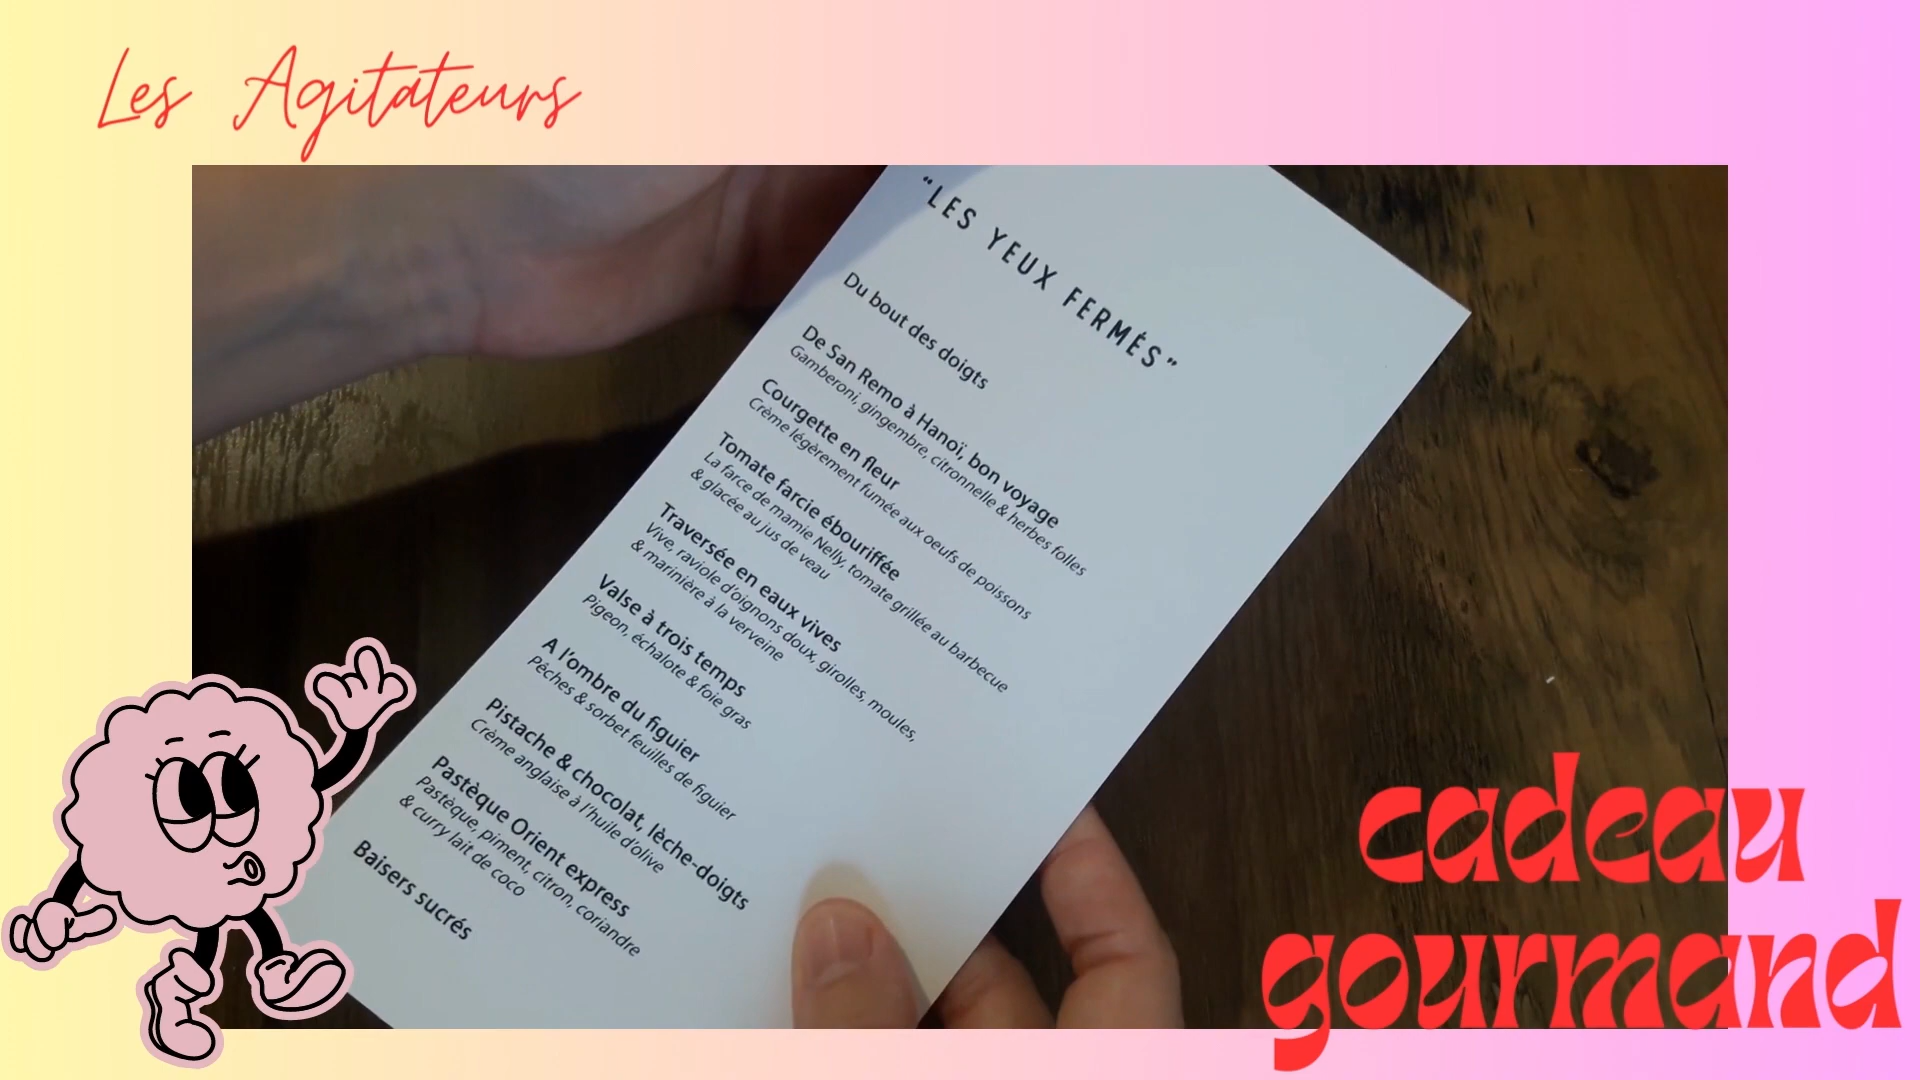 Les Agitateurs
"LES YEUX FERMÉS"
Du bout des doigts
De San Remo à Hanoï, bon voyage
Gamberoni, gingembre, citronnelle & herbes folles
Courgette en fleur
Crème légèrement fumée aux oeufs de poissons
Tomate farcie ébouriffée
La farce de mamie Nelly, tomate grillée au barbecue
& glacée au jus de veau
Traversée en eaux vives
Vive, raviole d'oignons doux, girolles, moules,
& marinière à la verveine
Valse à trois temps
Pigeon, échalote & foie gras
A l'ombre du figuier
Pêches & sorbet feuilles de figuier
Pistache & chocolat, lèche-doigts
Crème anglaise à l'huile d'olive
Pastèque Orient express
Pastèque, piment, citron, coriandre
& curry lait de coco
Baisers sucrés
cadeau
gourmand